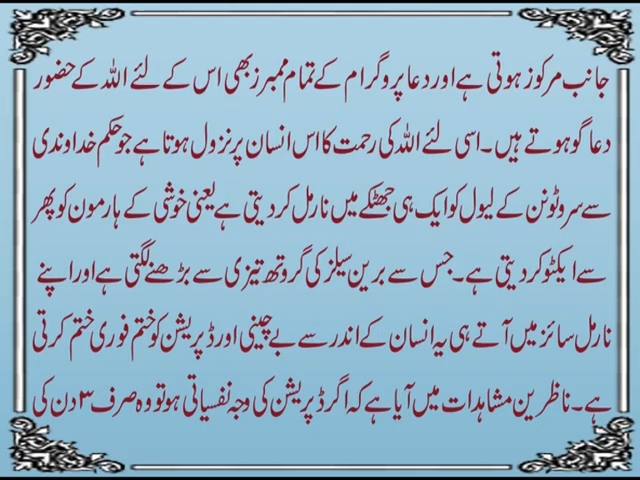 جانب مرکوز ہوتی ہے اور دعا پروگرام کے تمام ممبرز بھی اس کے لئے اللہ کے حضور
دعا گو ہوتے ہیں۔ اسی لئے اللہ کی رحمت کا اس انسان پر نزول ہوتا ہے جو حکم خداوندی
سے سروٹونن کے لیول کو ایک ہی جھٹکے میں نارمل کر دیتی ہے یعنی خوشی کے ہارمون کو پھر
سے ایکٹو کر دیتی ہے۔ جس سے برین سیلز کی گروتھ تیزی سے بڑھنے لگتی ہے اور اپنے
نارمل سائز میں آتے ہی یہ انسان کے اندر سے بے چینی اور ڈپریشن کو ختم فوری ختم کرتی
ہے۔ ناظرین مشاہدات میں آیا ہے کہ اگر ڈپریشن کی وجہ نفسیاتی ہو تو وہ صرف ۳ دن کی